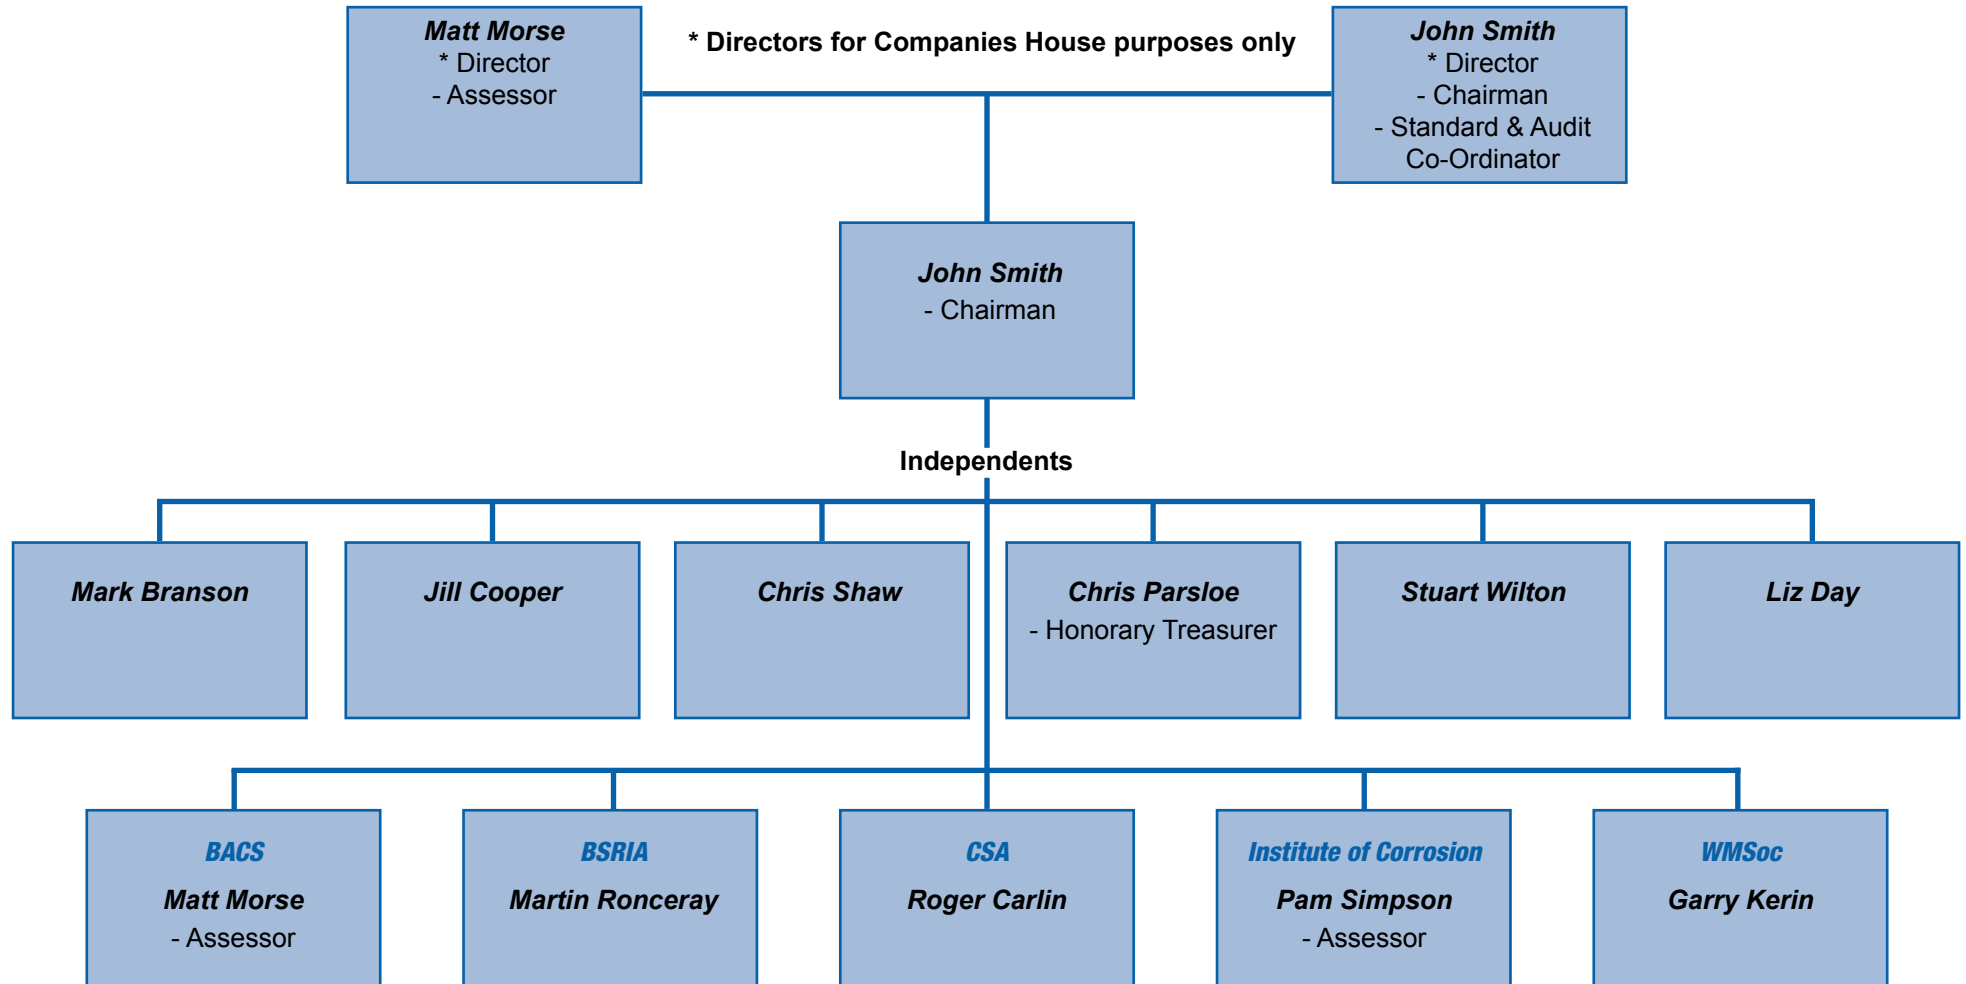 Matt Morse
* Director
- Assessor
* Directors for Companies House purposes only
John Smith
* Director
- Chairman
- Standard & Audit
Co-Ordinator
John Smith
- Chairman
Independents
Mark Branson
Jill Cooper
Chris Shaw
Chris Parsloe
- Honorary Treasurer
Stuart Wilton
Liz Day
BACS
Matt Morse
- Assessor
BSRIA
Martin Ronceray
CSA
Roger Carlin
Institute of Corrosion
Pam Simpson
- Assessor
WMSoc
Garry Kerin